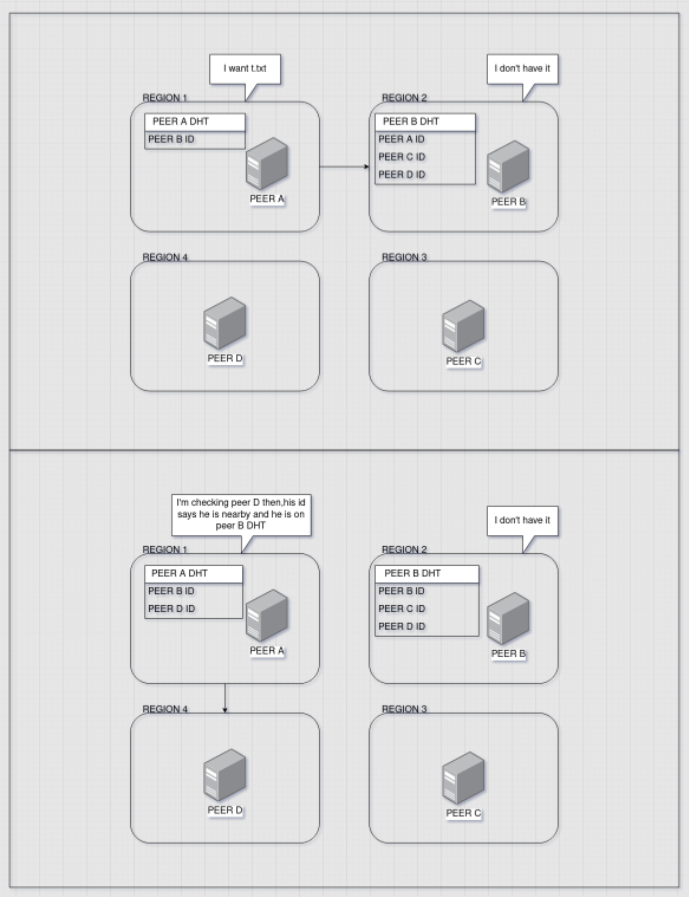 I want t.txt
I don't have it
REGION 1
REGION 2
PEER A DHT
PEER B ID
PEER A
PEER B DHT
PEER A ID
PEER C ID
PEER D ID
PEER B
REGION 4
REGION 3
PEER D
PEER C
I'm checking peer D then,his id
says he is nearby and he is on
peer B DHT
I don't have it
REGION 1
REGION 2
PEER A DHT
PEER B ID
PEER D ID
PEER A
PEER B DHT
PEER B ID
PEER C ID
PEER D ID
PEER B
REGION 4
REGION 3
PEER D
PEER C